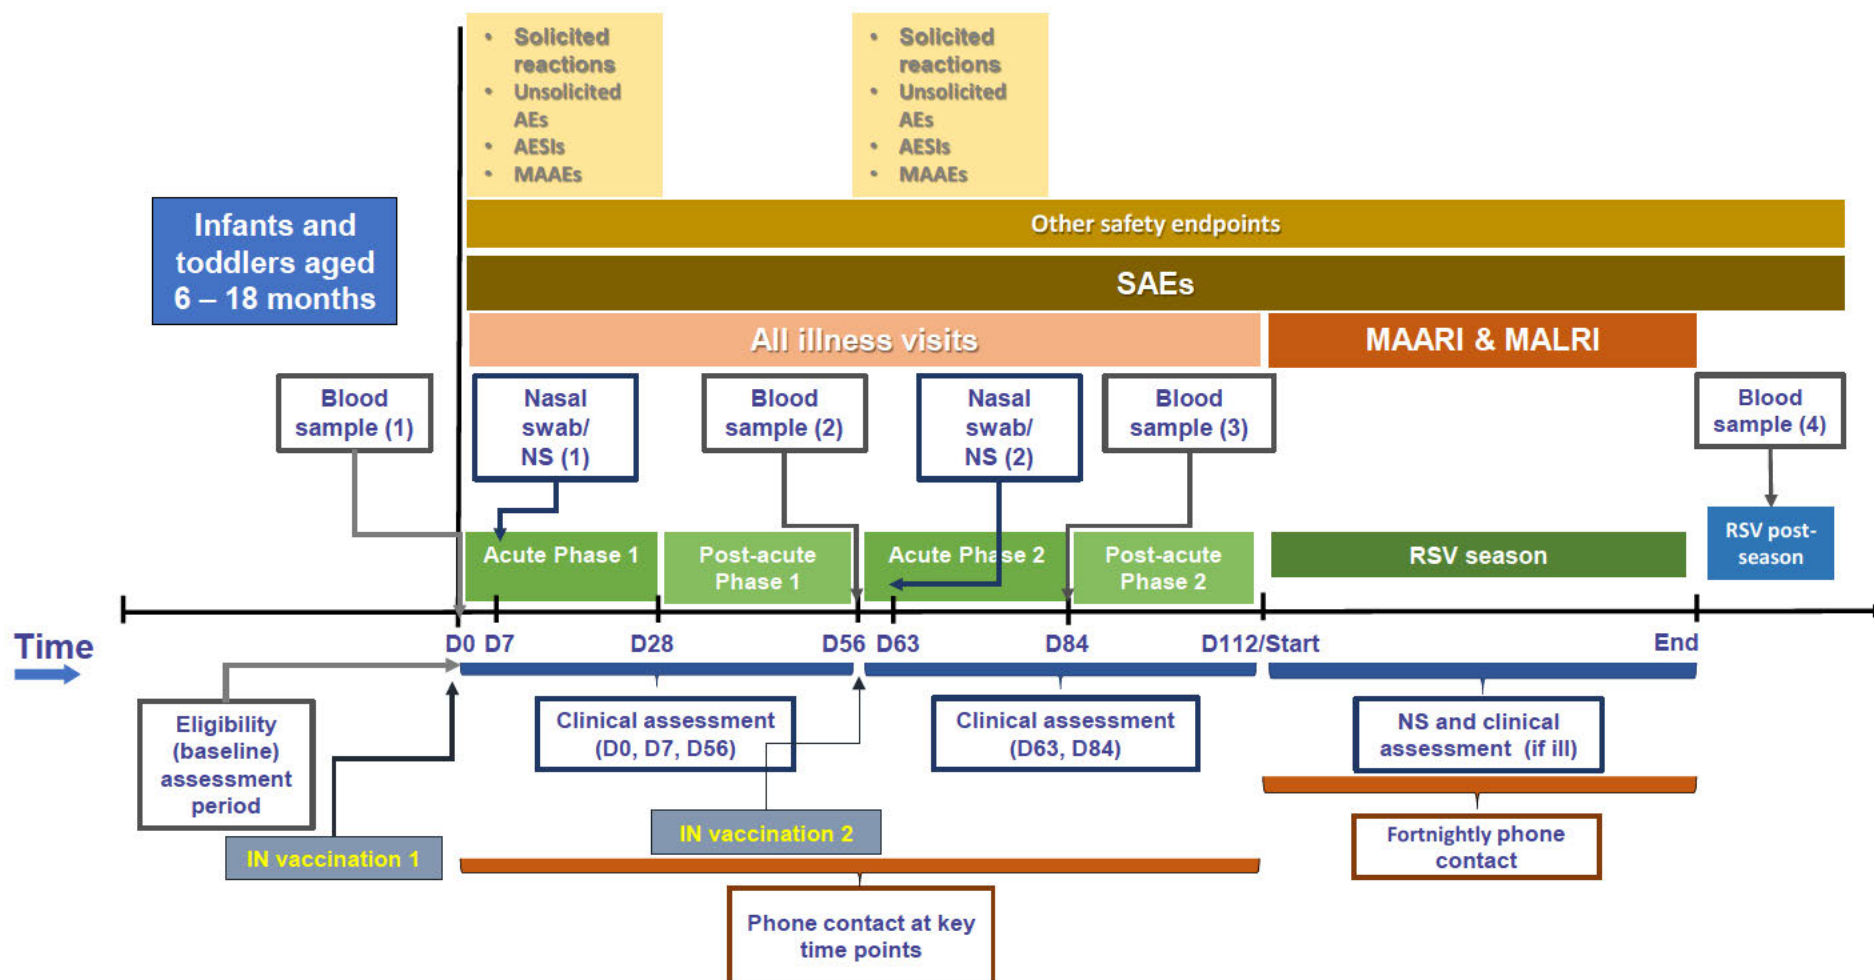 • Solicited
reactions
• Unsolicited
AEs
• AESIs
• MAAEs
• Solicited
reactions
• Unsolicited
AEs
• AESIs
• MAAEs
Infants and
toddlers aged
6 – 18 months
Other safety endpoints
SAEs
All illness visits
MAARI & MALRI
Blood
sample (1)
Nasal
swab/
NS (1)
Blood
sample (2)
Nasal
swab/
NS (2)
Blood
sample (3)
Blood
sample (4)
Acute Phase 1
Post-acute
Phase 1
Acute Phase 2
Post-acute
Phase 2
RSV season
RSV post-
season
Time
D0 D7 D28 D56 D63 D84 D112/Start End
Eligibility
(baseline)
assessment
period
Clinical assessment
(D0, D7, D56)
Clinical assessment
(D63, D84)
NS and clinical
assessment (if ill)
IN vaccination 1
IN vaccination 2
Fortnightly phone
contact
Phone contact at key
time points